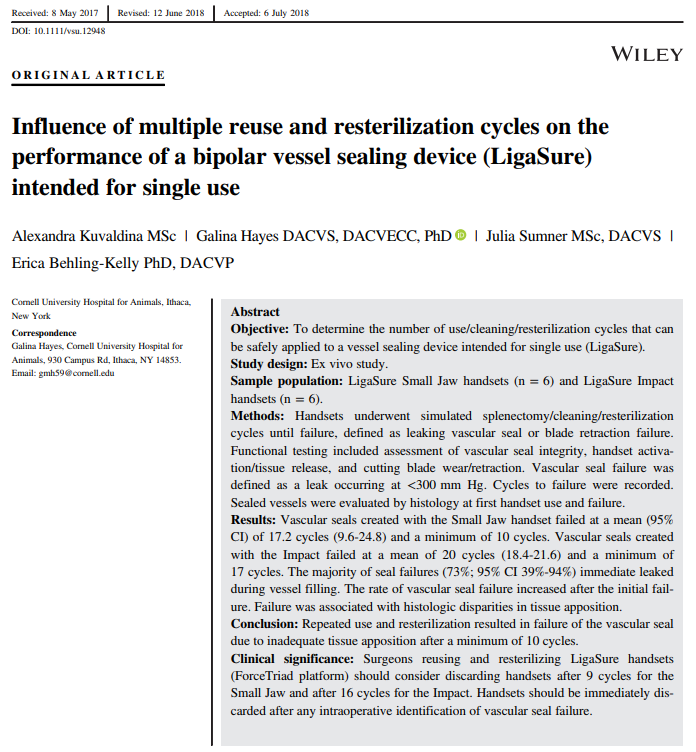 Received: 8 May 2017 | Revised: 12 June 2018 | Accepted: 6 July 2018
DOI: 10.1111/vsu.12948
WILEY
ORIGINAL ARTICLE
Influence of multiple reuse and resterilization cycles on the
performance of a bipolar vessel sealing device (LigaSure)
intended for single use
Alexandra Kuvaldina MSc | Galina Hayes DACVS, DACVECC, PhD iD | Julia Sumner MSc, DACVS |
Erica Behling-Kelly PhD, DACVP
Cornell University Hospital for Animals, Ithaca,
New York
Correspondence
Galina Hayes, Cornell University Hospital for
Animals, 930 Campus Rd, Ithaca, NY 14853.
Email: gmh59@cornell.edu
Abstract
Objective: To determine the number of use/cleaning/resterilization cycles that can
be safely applied to a vessel sealing device intended for single use (LigaSure).
Study design: Ex vivo study.
Sample population: LigaSure Small Jaw handsets (n = 6) and LigaSure Impact
handsets (n = 6).
Methods: Handsets underwent simulated splenectomy/cleaning/resterilization
cycles until failure, defined as leaking vascular seal or blade retraction failure.
Functional testing included assessment of vascular seal integrity, handset activa-
tion/tissue release, and cutting blade wear/retraction. Vascular seal failure was
defined as a leak occurring at <300 mm Hg. Cycles to failure were recorded.
Sealed vessels were evaluated by histology at first handset use and failure.
Results: Vascular seals created with the Small Jaw handset failed at a mean (95%
CI) of 17.2 cycles (9.6-24.8) and a minimum of 10 cycles. Vascular seals created
with the Impact failed at a mean of 20 cycles (18.4-21.6) and a minimum of
17 cycles. The majority of seal failures (73%; 95% CI 39%-94%) immediate leaked
during vessel filling. The rate of vascular seal failure increased after the initial fail-
ure. Failure was associated with histologic disparities in tissue apposition.
Conclusion: Repeated use and resterilization resulted in failure of the vascular seal
due to inadequate tissue apposition after a minimum of 10 cycles.
Clinical significance: Surgeons reusing and resterilizing LigaSure handsets
(ForceTriad platform) should consider discarding handsets after 9 cycles for the
Small Jaw and after 16 cycles for the Impact. Handsets should be immediately dis-
carded after any intraoperative identification of vascular seal failure.